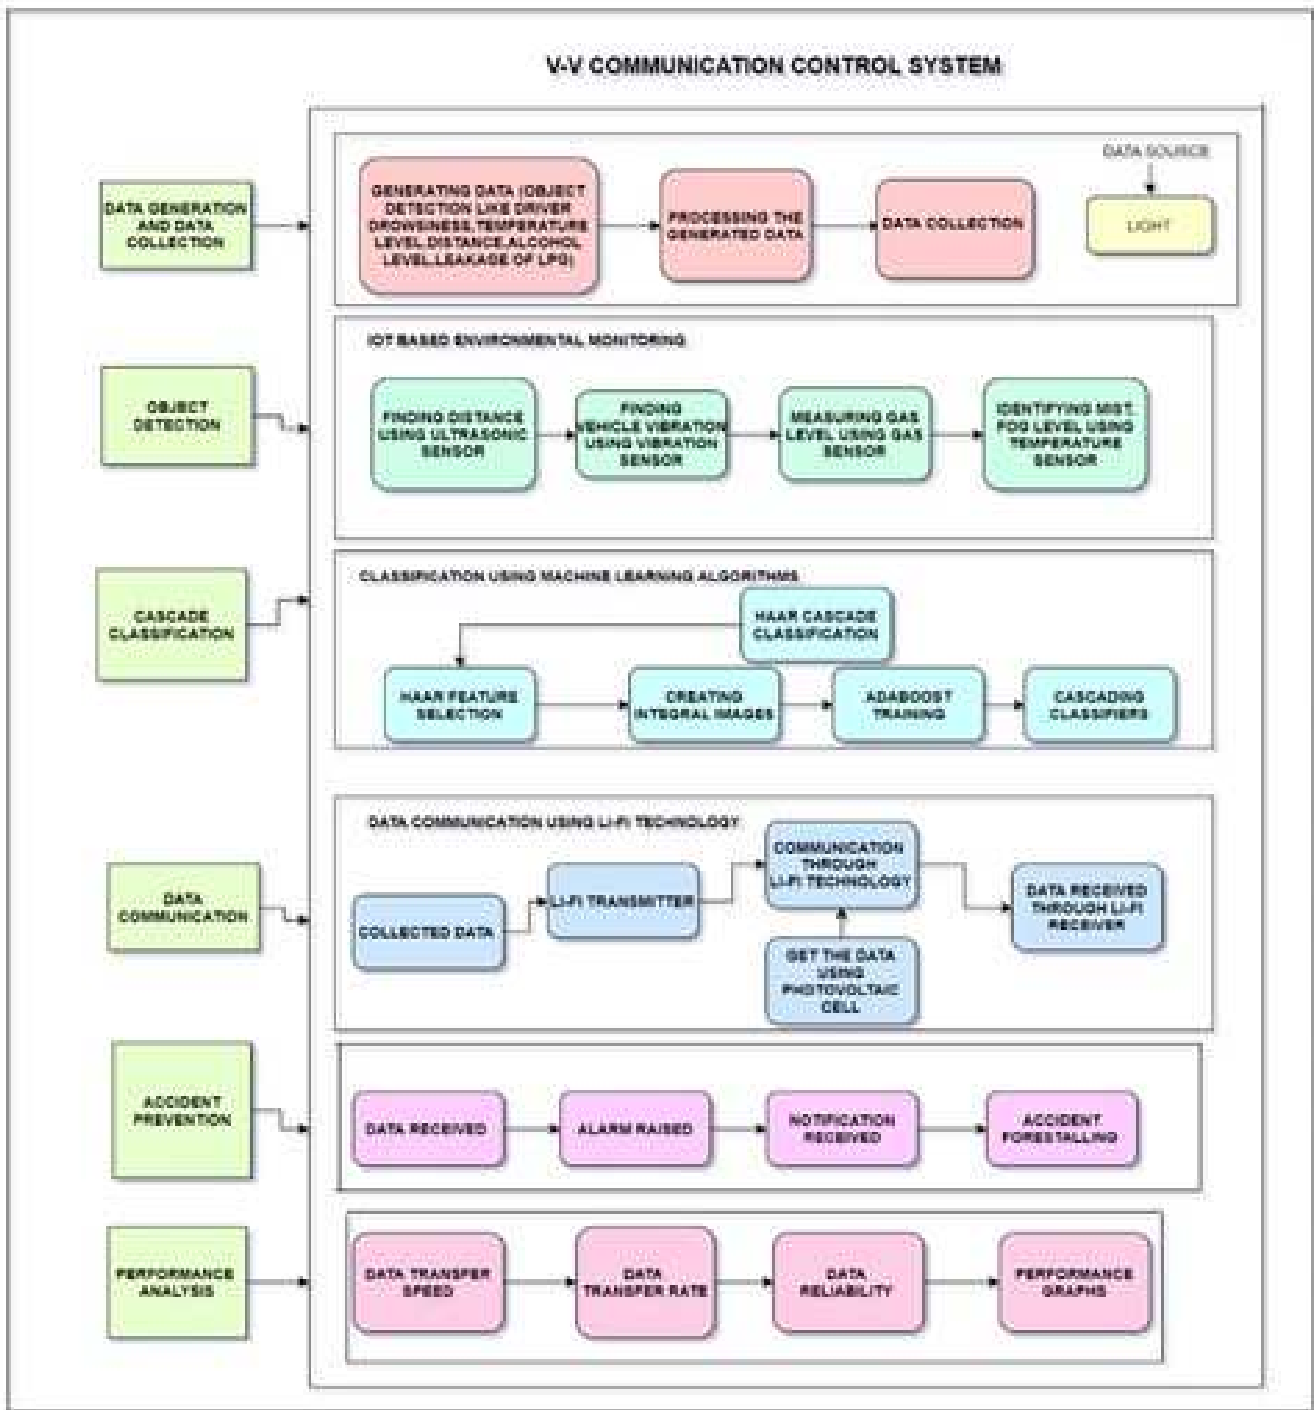 V-V COMMUNICATION CONTROL SYSTEM
DATA GENERATION
AND DATA
COLLECTION
GENERATING DATA (OBJECT
DETECTION LIKE DRIVER
DROWSINESS,TEMPERATURE
LEVEL,DISTANCE,ALCOHOL
LEVEL,LEAKAGE OF LPG)
PROCESSING THE
GENERATED DATA
DATA COLLECTION
DATA SOURCE
LIGHT
OBJECT
DETECTION
IOT BASED ENVIRONMENTAL MONITORING
FINDING DISTANCE
USING ULTRASONIC
SENSOR
FINDING
VEHICLE VIBRATION
USING VIBRATION
SENSOR
MEASURING GAS
LEVEL USING GAS
SENSOR
IDENTIFYING MIST,
FOG LEVEL USING
TEMPERATURE
SENSOR
CASCADE
CLASSIFICATION
CLASSIFICATION USING MACHINE LEARNING ALGORITHMS
HAAR CASCADE
CLASSIFICATION
HAAR FEATURE
SELECTION
CREATING
INTEGRAL IMAGES
ADABOOST
TRAINING
CASCADING
CLASSIFIERS
DATA
COMMUNICATION
DATA COMMUNICATION USING LI-FI TECHNOLOGY
COLLECTED DATA
LI-FI TRANSMITTER
COMMUNICATION
THROUGH
LI-FI TECHNOLOGY
GET THE DATA
USING
PHOTOVOLTAIC
CELL
DATA RECEIVED
THROUGH LI-FI
RECEIVER
ACCIDENT
PREVENTION
DATA RECEIVED
ALARM RAISED
NOTIFICATION
RECEIVED
ACCIDENT
FORESTALLING
PERFORMANCE
ANALYSIS
DATA TRANSFER
SPEED
DATA
TRANSFER RATE
DATA
RELIABILITY
PERFORMANCE
GRAPHS